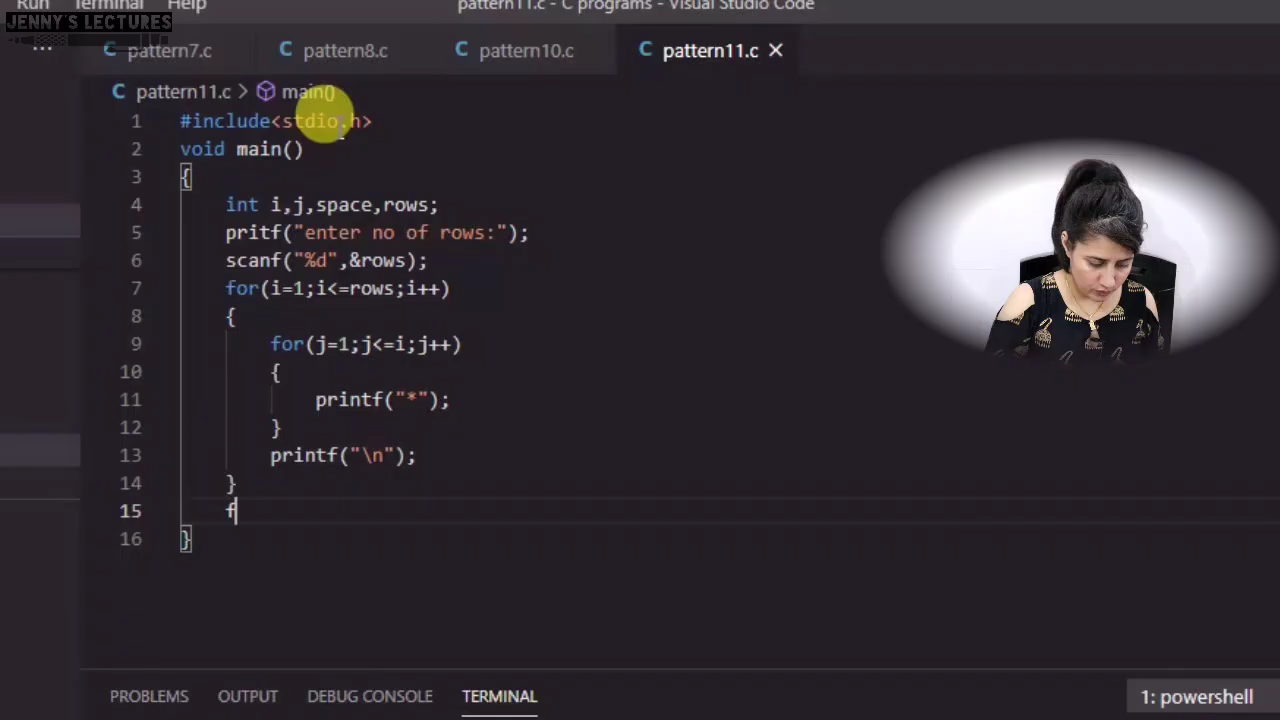 Run Terminal Help
pattern11.c - C programs - Visual Studio Code
JENNY'S LECTURES
... C pattern7.c C pattern8.c C pattern10.c C pattern11.c ×
C pattern11.c > main()
1 #include<stdio.h>
2 void main()
3 {
4 int i,j,space,rows;
5 pritf("enter no of rows:");
6 scanf("%d",&rows);
7 for(i=1;i<=rows;i++)
8 {
9 for(j=1;j<=i;j++)
10 {
11 printf("*");
12 }
13 printf("\n");
14 }
15 f
16 }
PROBLEMS OUTPUT DEBUG CONSOLE TERMINAL 1: powershell